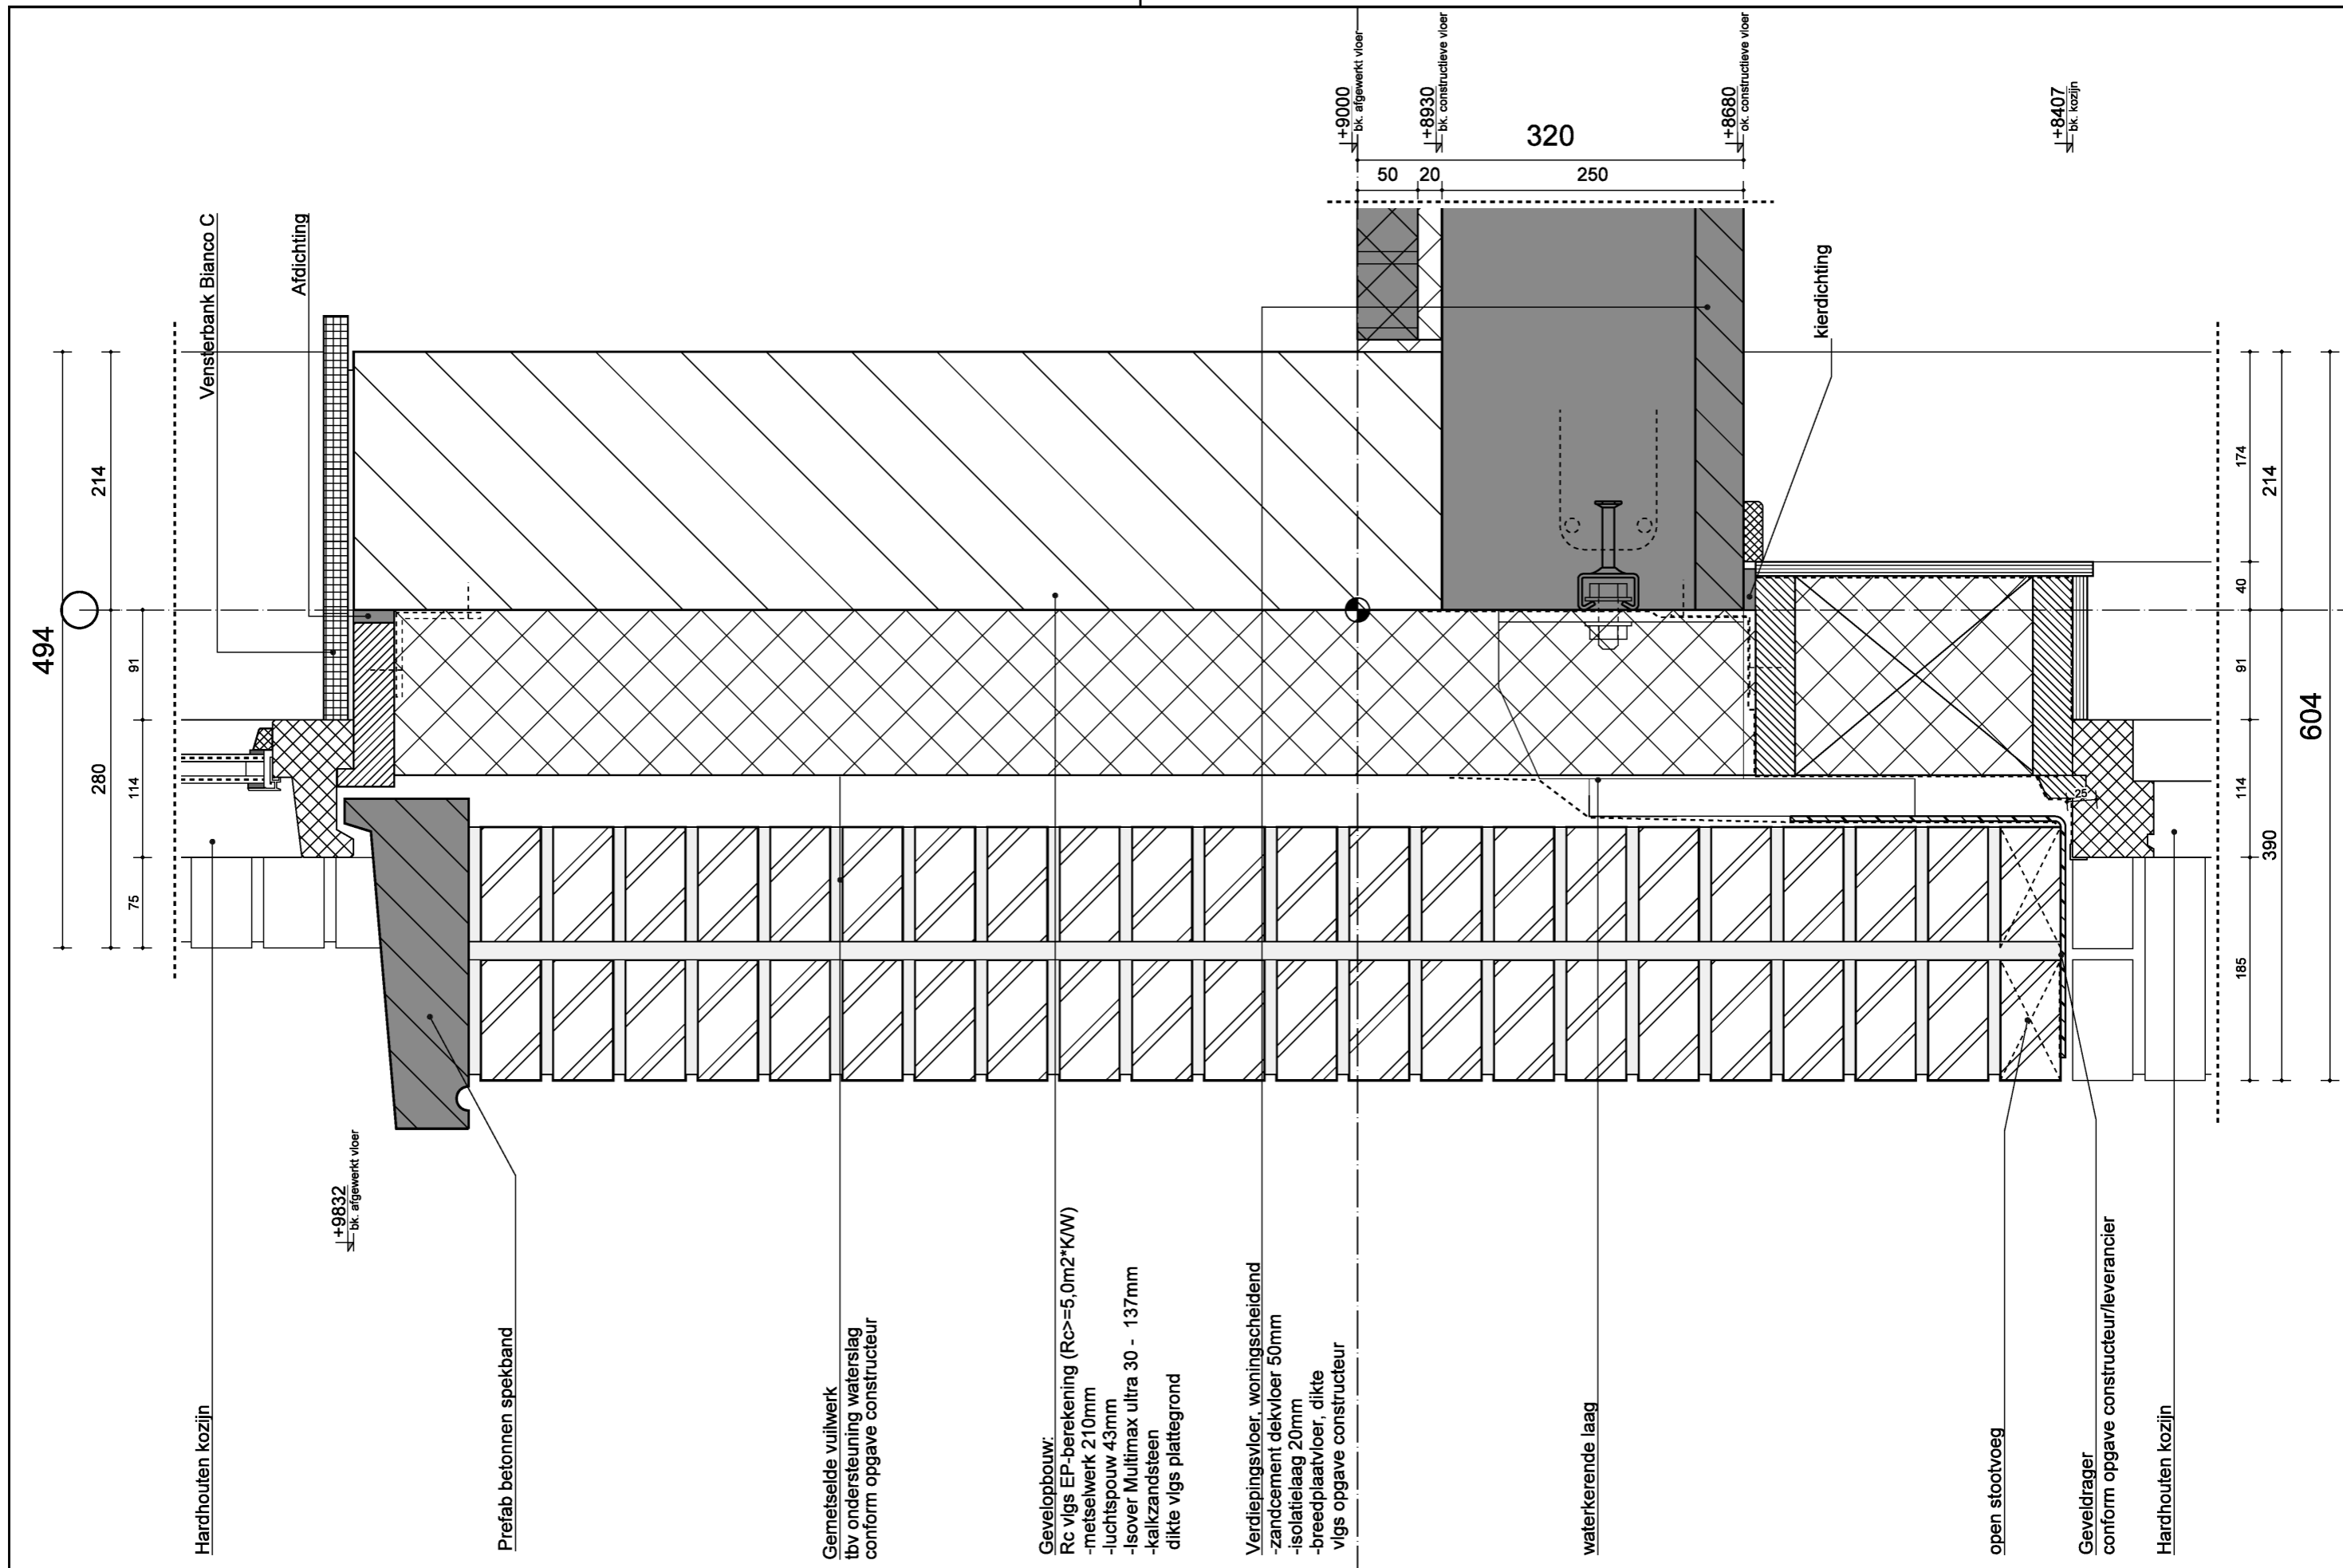 Hardhouten kozijn
Prefab betonnen spekband
Gemetselde vuilwerk
tbv ondersteuning waterslag
conform opgave constructeur
Gevelopbouw:
Rc vlgs EP-berekening (Rc>=5,0m2*K/W)
-metselwerk 210mm
-luchtspouw 43mm
-Isover Multimax ultra 30 - 137mm
-kalkzandsteen
dikte vlgs plattegrond
Verdiepingsvloer, woningscheidend
-zandcement dekvloer 50mm
-isolatielaag 20mm
-breedplaatvloer, dikte
vlgs opgave constructeur
waterkerende laag
open stootvoeg
Geveldrager
conform opgave constructeur/leverancier
Hardhouten kozijn
+9832
bk. afgewerkt vloer
Vensterbank Bianco C
Afdichting
kierdichting
+9000
bk. afgewerkt vloer
+8930
bk. constructieve vloer
+8680
ok. constructieve vloer
+8407
bk. kozijn
320
50
20
250
494
214
280
91
114
75
25
174
40
91
114
185
214
390
604